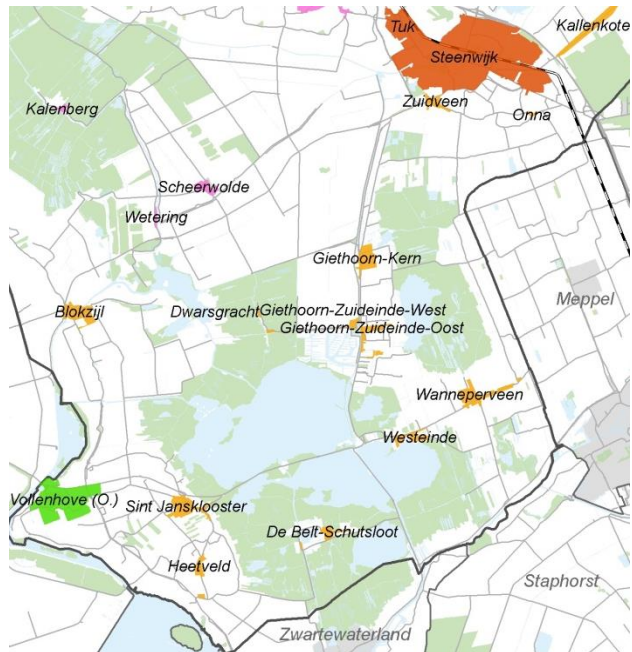 Tuk
Kallenkote
Steenwijk
Kalenberg
Zuidveen
Onna
Scheerwolde
Wetering
Giethoorn-Kern
Meppel
Blokzijl
Dwarsgracht
Giethoorn-Zuideinde-West
Giethoorn-Zuideinde-Oost
Wanneperveen
Westeinde
Vollenhove (O.)
Sint Jansklooster
De Belt-Schutsloot
Heetveld
Staphorst
Zwartewaterland